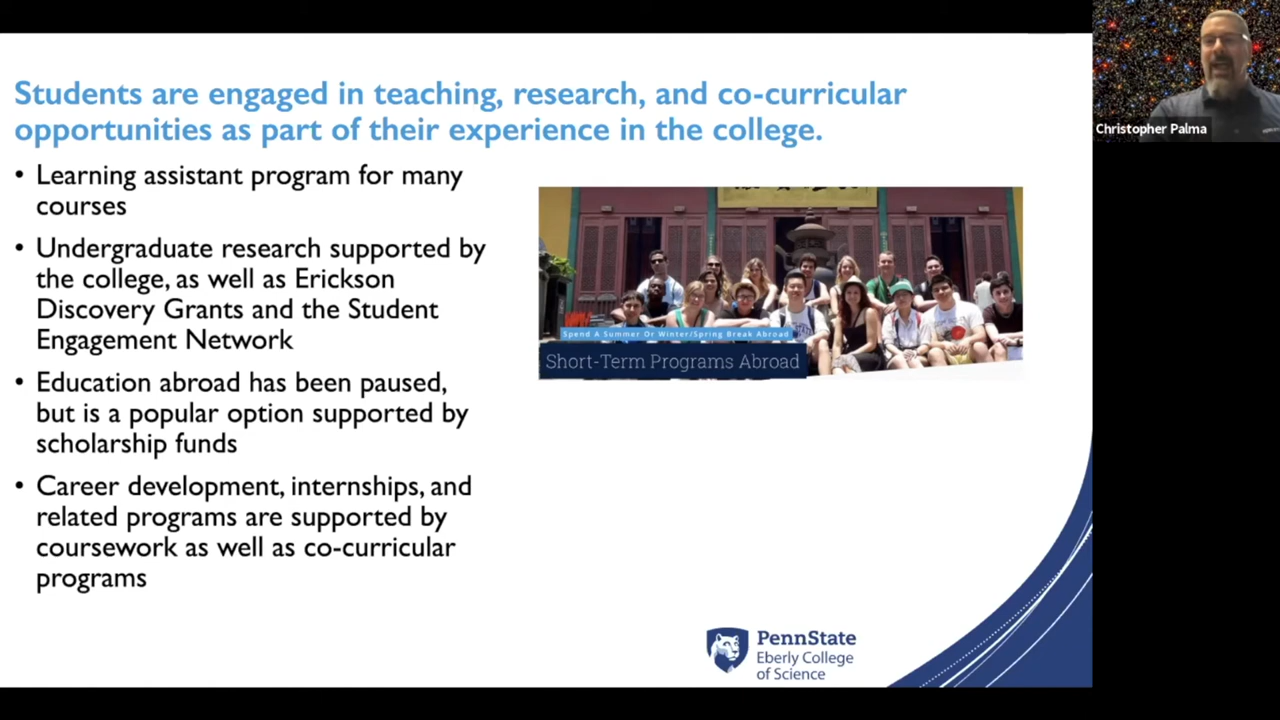 Students are engaged in teaching, research, and co-curricular
opportunities as part of their experience in the college.
• Learning assistant program for many
courses
• Undergraduate research supported by
the college, as well as Erickson
Discovery Grants and the Student
Engagement Network
• Education abroad has been paused,
but is a popular option supported by
scholarship funds
• Career development, internships, and
related programs are supported by
coursework as well as co-curricular
programs
Spend A Summer Or Winter/Spring Break Abroad
Short-Term Programs Abroad
PennState
Eberly College
of Science
Christopher Palma